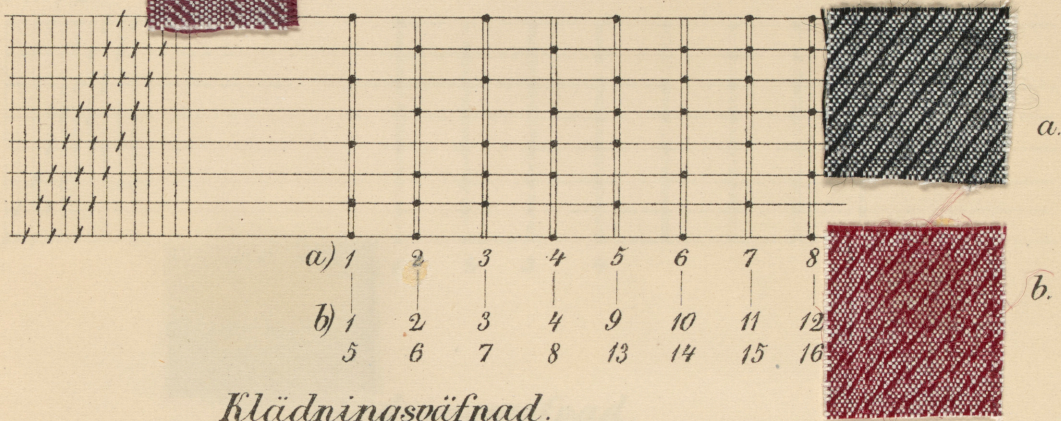 a.
a) 1 2 3 4 5 6 7 8
b.
b) 1 2 3 4 9 10 11 12
5 6 7 8 13 14 15 16
Klädningsväfnad.